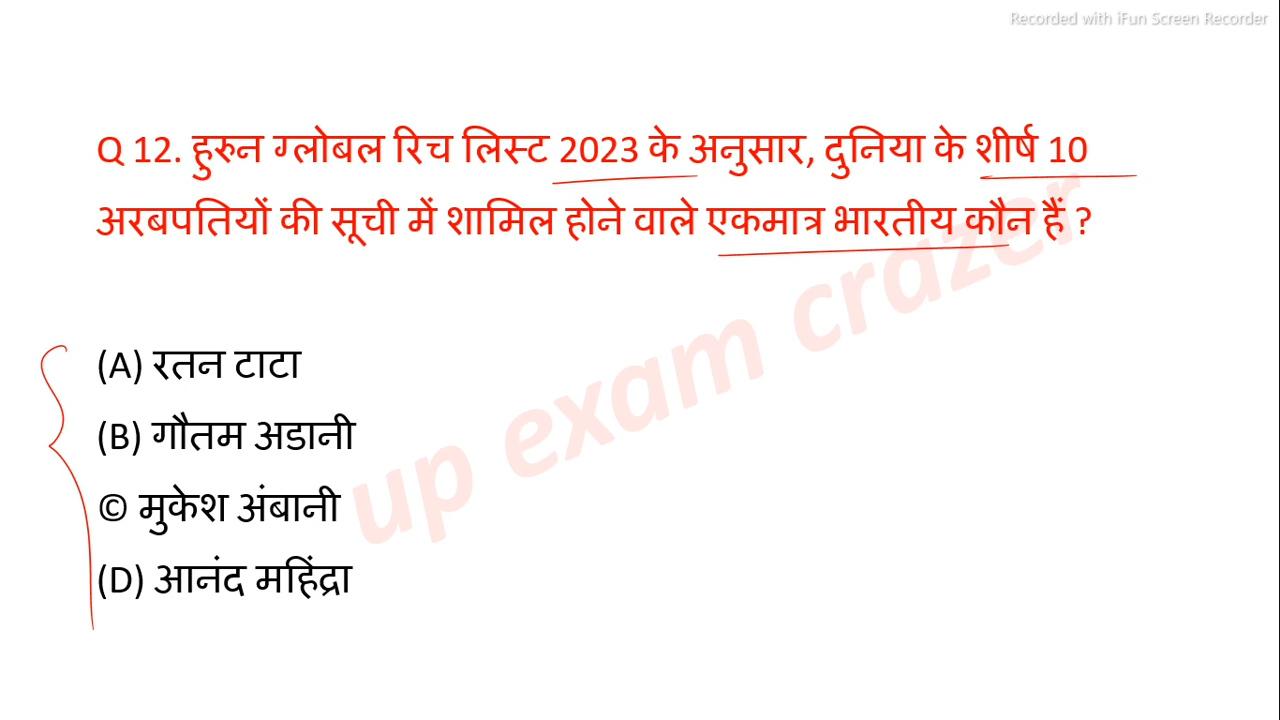 Recorded with iFun Screen Recorder
Q 12. हुरुन ग्लोबल रिच लिस्ट 2023 के अनुसार, दुनिया के शीर्ष 10
अरबपतियों की सूची में शामिल होने वाले एकमात्र भारतीय कौन हैं ?
(A) रतन टाटा
(B) गौतम अडानी
© मुकेश अंबानी
(D) आनंद महिंद्रा
up exam crazer